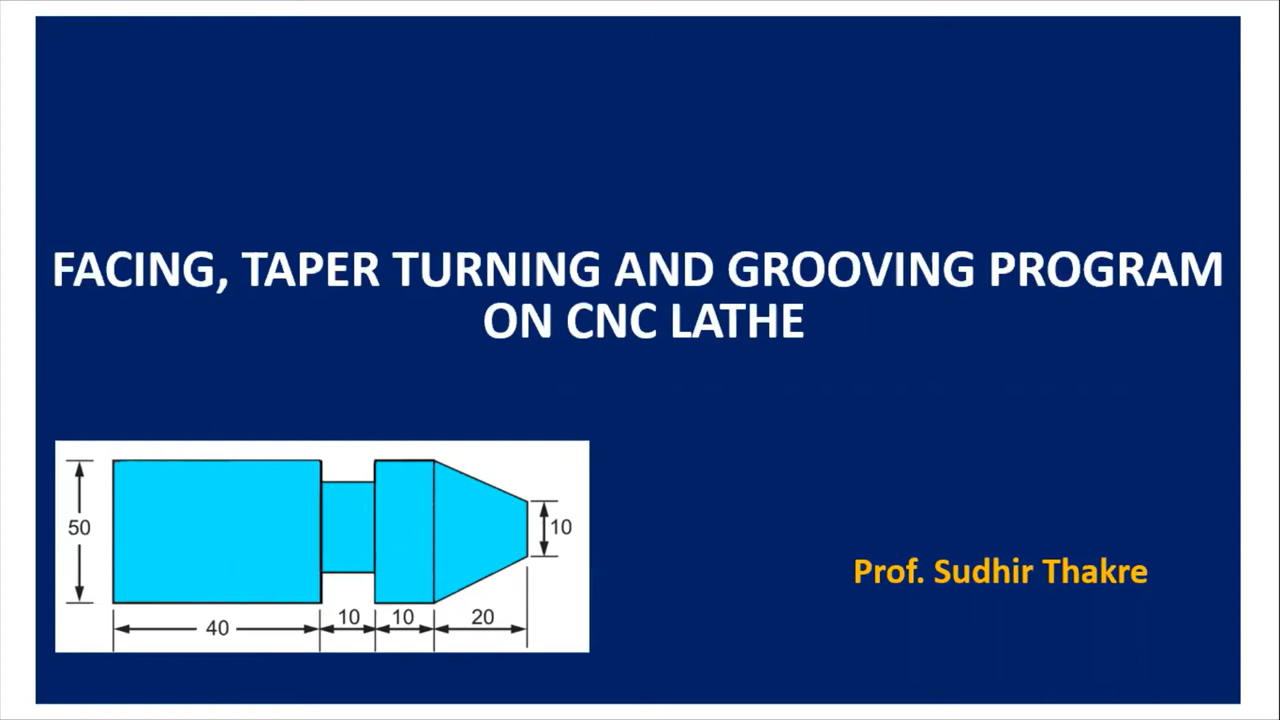 FACING, TAPER TURNING AND GROOVING PROGRAM
ON CNC LATHE
50
10
40
10
10
20
Prof. Sudhir Thakre